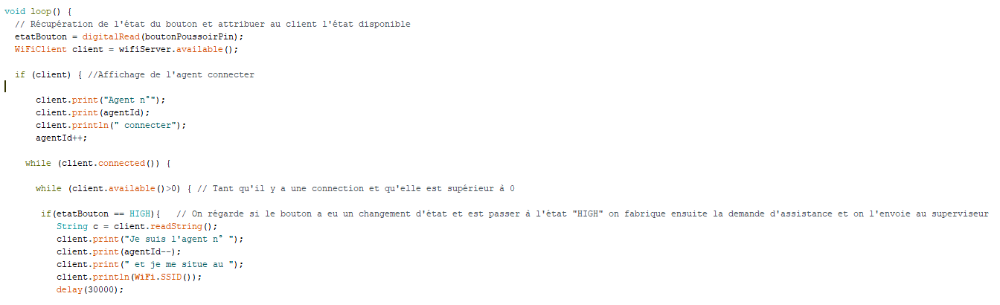 void loop() {
// Récupération de l'état du bouton et attribuer au client l'état disponible
etatBouton = digitalRead(boutonPoussoirPin);
WiFiClient client = wifiServer.available();
if (client) { //Affichage de l'agent connecter
client.print("Agent n°");
client.print(agentId);
client.println(" connecter");
agentId++;
while (client.connected()) {
while (client.available()>0) { // Tant qu'il y a une connection et qu'elle est supérieur à 0
if(etatBouton == HIGH){ // On régarde si le bouton a eu un changement d'état et est passer à l'état "HIGH" on fabrique ensuite la demande d'assistance et on l'envoie au superviseur
String c = client.readString();
client.print("Je suis l'agent n° ");
client.print(agentId--);
client.print(" et je me situe au ");
client.println(WiFi.SSID());
delay(30000);